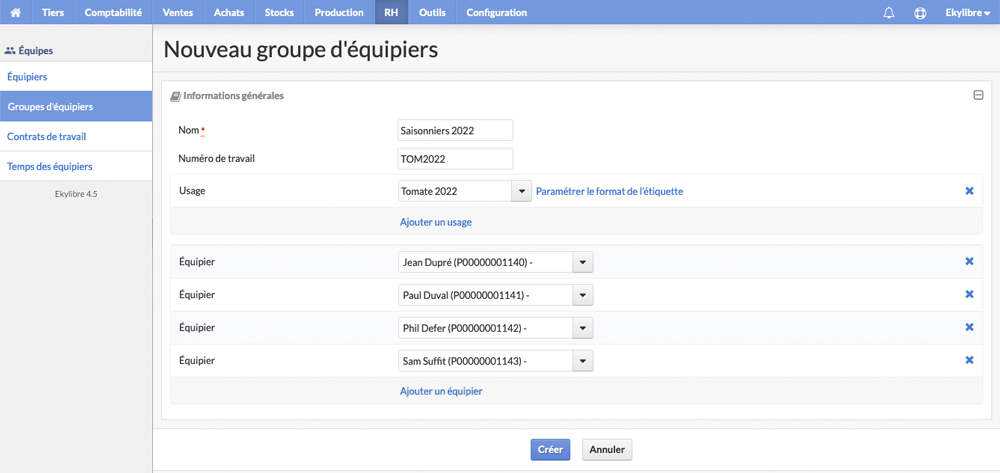 Tiers Comptabilité Ventes Achats Stocks Production RH Outils Configuration Ekylibre
Équipes
Équipiers
Groupes d'équipiers
Contrats de travail
Temps des équipiers
Ekylibre 4.5
Nouveau groupe d'équipiers
Informations générales
Nom * Saisonniers 2022
Numéro de travail TOM2022
Usage Tomate 2022 Paramétrer le format de l'étiquette
Ajouter un usage
Équipier Jean Dupré (P00000001140) -
Équipier Paul Duval (P00000001141) -
Équipier Phil Defer (P00000001142) -
Équipier Sam Suffit (P00000001143) -
Ajouter un équipier
Créer Annuler